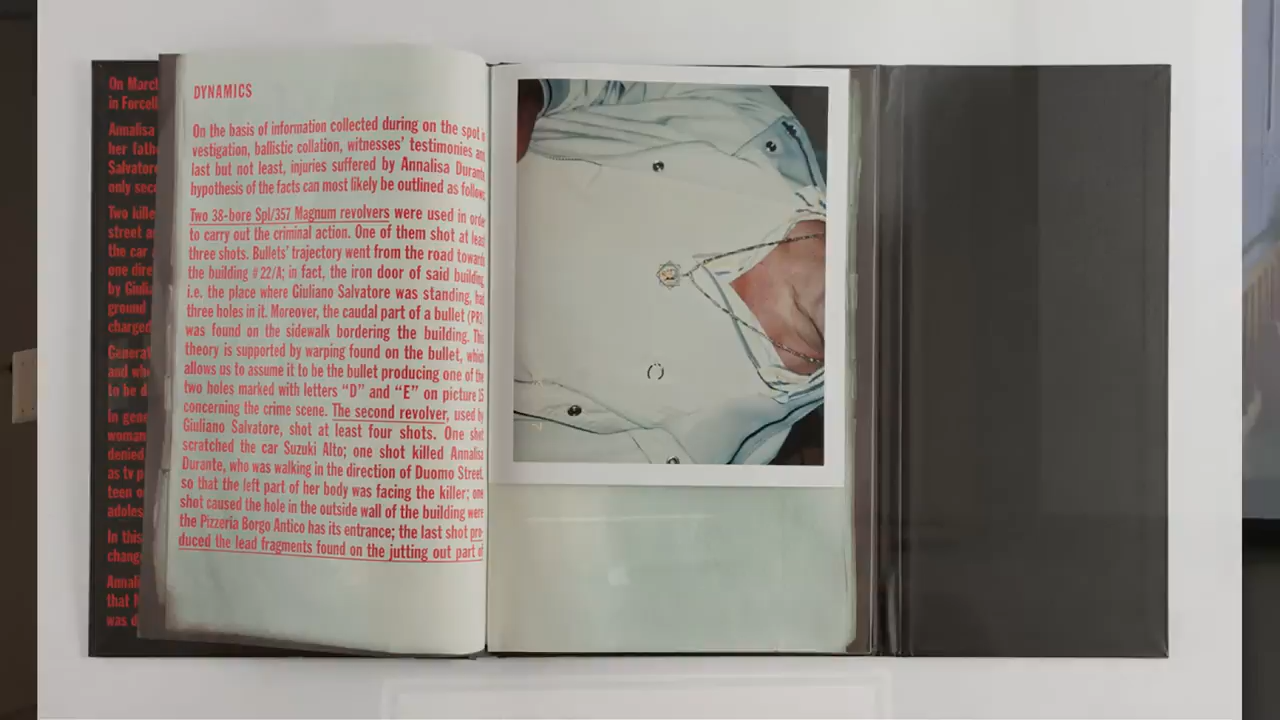 On March
in Forcell
Annalisa
her fath
Salvatore
only sec
Two kille
street a
the car
one dire
by Giuli
ground
charged
Generat
and wh
to be d
In gene
woman
denied
as tv p
teen o
adoles
In this
change
Annali
that N
was d
DYNAMICS
On the basis of information collected during on the spot
vestigation, ballistic collation, witnesses' testimonies and
last but not least, injuries suffered by Annalisa Durante
hypothesis of the facts can most likely be outlined as follows
Two 38-bore Spl/357 Magnum revolvers were used in order
to carry out the criminal action. One of them shot at least
three shots. Bullets' trajectory went from the road towards
the building #22/A; in fact, the iron door of said building,
i.e. the place where Giuliano Salvatore was standing, had
three holes in it. Moreover, the caudal part of a bullet (PR2)
was found on the sidewalk bordering the building. This
theory is supported by warping found on the bullet, which
allows us to assume it to be the bullet producing one of the
two holes marked with letters "D" and "E" on picture 15
concerning the crime scene. The second revolver, used by
Giuliano Salvatore, shot at least four shots. One shot
scratched the car Suzuki Alto; one shot killed Annalisa
Durante, who was walking in the direction of Duomo Street,
so that the left part of her body was facing the killer; one
shot caused the hole in the outside wall of the building were
the Pizzeria Borgo Antico has its entrance; the last shot pro-
duced the lead fragments found on the jutting out part of